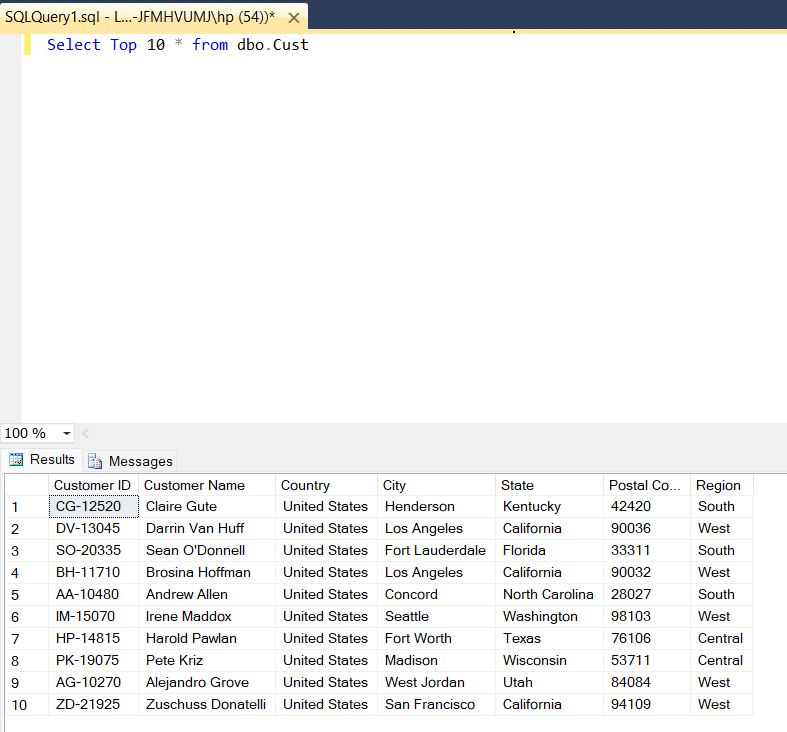 SQLQuery1.sql - L...-JFMHVUMJ\hp (54))*
Select Top 10 * from dbo.Cust
100 %
Results Messages
Customer ID Customer Name Country City State Postal Co... Region
1 CG-12520 Claire Gute United States Henderson Kentucky 42420 South
2 DV-13045 Darrin Van Huff United States Los Angeles California 90036 West
3 SO-20335 Sean O'Donnell United States Fort Lauderdale Florida 33311 South
4 BH-11710 Brosina Hoffman United States Los Angeles California 90032 West
5 AA-10480 Andrew Allen United States Concord North Carolina 28027 South
6 IM-15070 Irene Maddox United States Seattle Washington 98103 West
7 HP-14815 Harold Pawlan United States Fort Worth Texas 76106 Central
8 PK-19075 Pete Kriz United States Madison Wisconsin 53711 Central
9 AG-10270 Alejandro Grove United States West Jordan Utah 84084 West
10 ZD-21925 Zuschuss Donatelli United States San Francisco California 94109 West